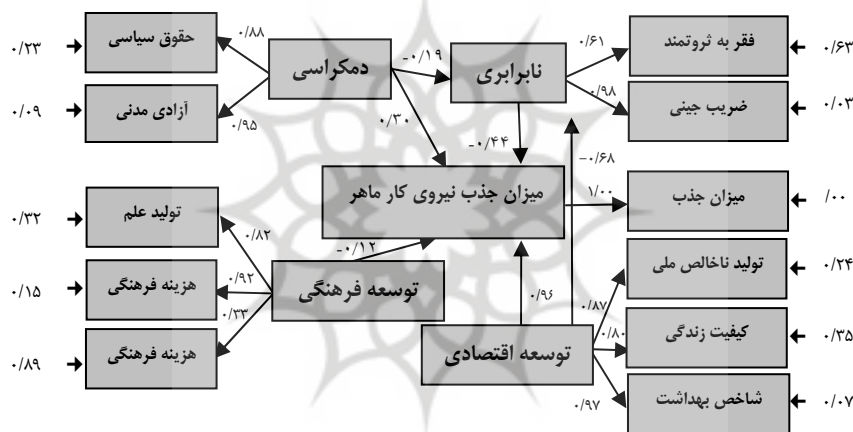 ۰/۲۳
حقوق سیاسی
۰/۸۸
دمکراسی
-۰/۱۹
نابرابری
۰/۶۱
فقر به ثروتمند
۰/۶۳
۰/۰۹
آزادی مدنی
۰/۹۵
۰/۳۰
-۰/۴۴
۰/۹۸
ضریب جینی
۰/۰۳
-۰/۶۸
میزان جذب نیروی کار ماهر
۱/۰۰
میزان جذب
/۰۰
۰/۳۲
تولید علم
۰/۸۲
-۰/۱۲
تولید ناخالص ملی
۰/۲۴
۰/۱۵
هزینه فرهنگی
۰/۹۲
توسعه فرهنگی
۰/۹۶
۰/۸۷
۰/۳۳
هزینه فرهنگی
۰/۸۹
توسعه اقتصادی
۰/۸۰
کیفیت زندگی
۰/۳۵
۰/۹۷
شاخص بهداشت
۰/۰۷